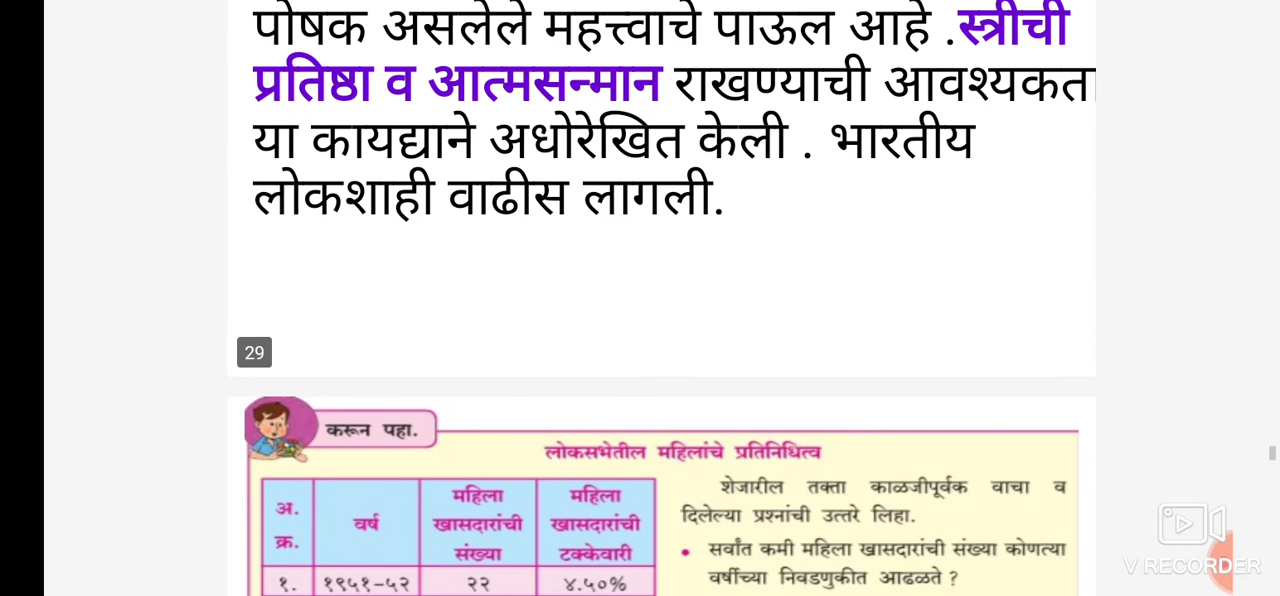 पोषक असलेले महत्त्वाचे पाऊल आहे .स्त्रीची
प्रतिष्ठा व आत्मसन्मान राखण्याची आवश्यकता
या कायद्याने अधोरेखित केली . भारतीय
लोकशाही वाढीस लागली.
29
करून पहा.
लोकसभेतील महिलांचे प्रतिनिधित्व
अ. क्र.
वर्ष
महिला खासदारांची संख्या
महिला खासदारांची टक्केवारी
१. १९५१-५२ २२ ४.५०%
शेजारील तक्ता काळजीपूर्वक वाचा व
दिलेल्या प्रश्नांची उत्तरे लिहा.
• सर्वांत कमी महिला खासदारांची संख्या कोणत्या
वर्षीच्या निवडणुकीत आढळते ?
V RECORDER